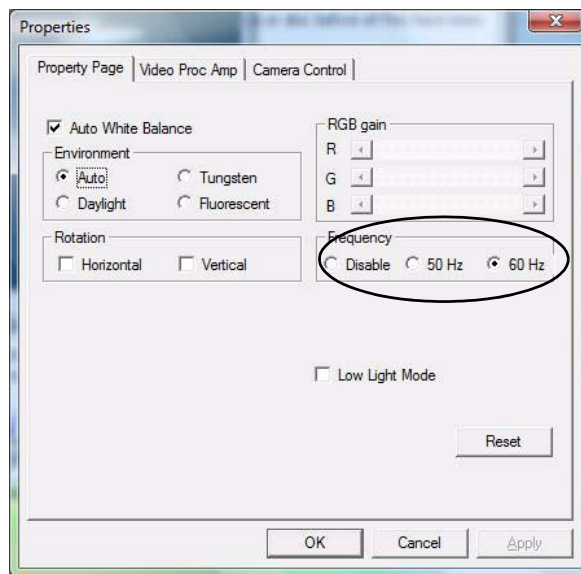 Properties
Property Page Video Proc Amp Camera Control
Auto White Balance
Environment
Auto Tungsten
Daylight Fluorescent
RGB gain
R
G
B
Rotation
Horizontal Vertical
Frequency
Disable 50 Hz 60 Hz
Low Light Mode
Reset
OK Cancel Apply